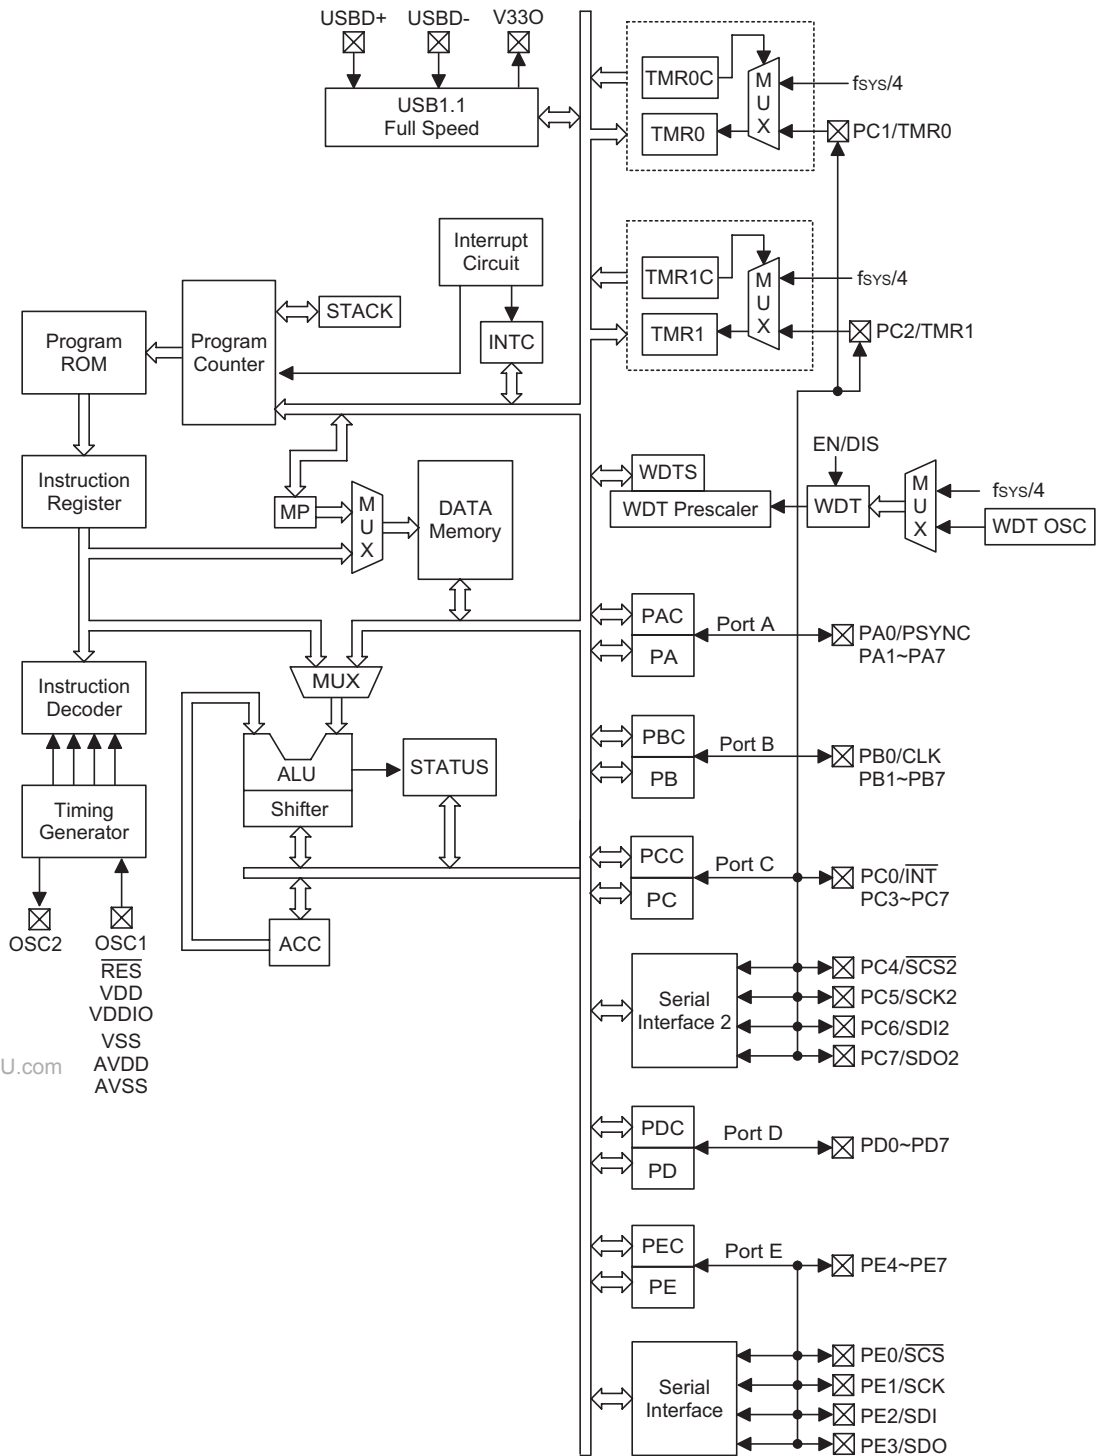 USBD+
USBD-
V33O
USB1.1
Full Speed
TMR0C
TMR0
M
U
X
fSYS/4
PC1/TMR0
Interrupt
Circuit
TMR1C
TMR1
M
U
X
fSYS/4
PC2/TMR1
STACK
INTC
Program
ROM
Program
Counter
EN/DIS
Instruction
Register
MP
M
U
X
DATA
Memory
WDTS
WDT Prescaler
WDT
M
U
X
fSYS/4
WDT OSC
PAC
PA
Port A
PA0/PSYNC
PA1~PA7
Instruction
Decoder
MUX
ALU
Shifter
STATUS
PBC
PB
Port B
PB0/CLK
PB1~PB7
Timing
Generator
PCC
PC
Port C
PC0/I̅N̅T̅
PC3~PC7
OSC2
OSC1
R̅E̅S̅
VDD
VDDIO
VSS
AVDD
AVSS
U.com
ACC
Serial
Interface 2
PC4/S̅C̅S̅2̅
PC5/SCK2
PC6/SDI2
PC7/SDO2
PDC
PD
Port D
PD0~PD7
PEC
PE
Port E
PE4~PE7
Serial
Interface
PE0/S̅C̅S̅
PE1/SCK
PE2/SDI
PE3/SDO